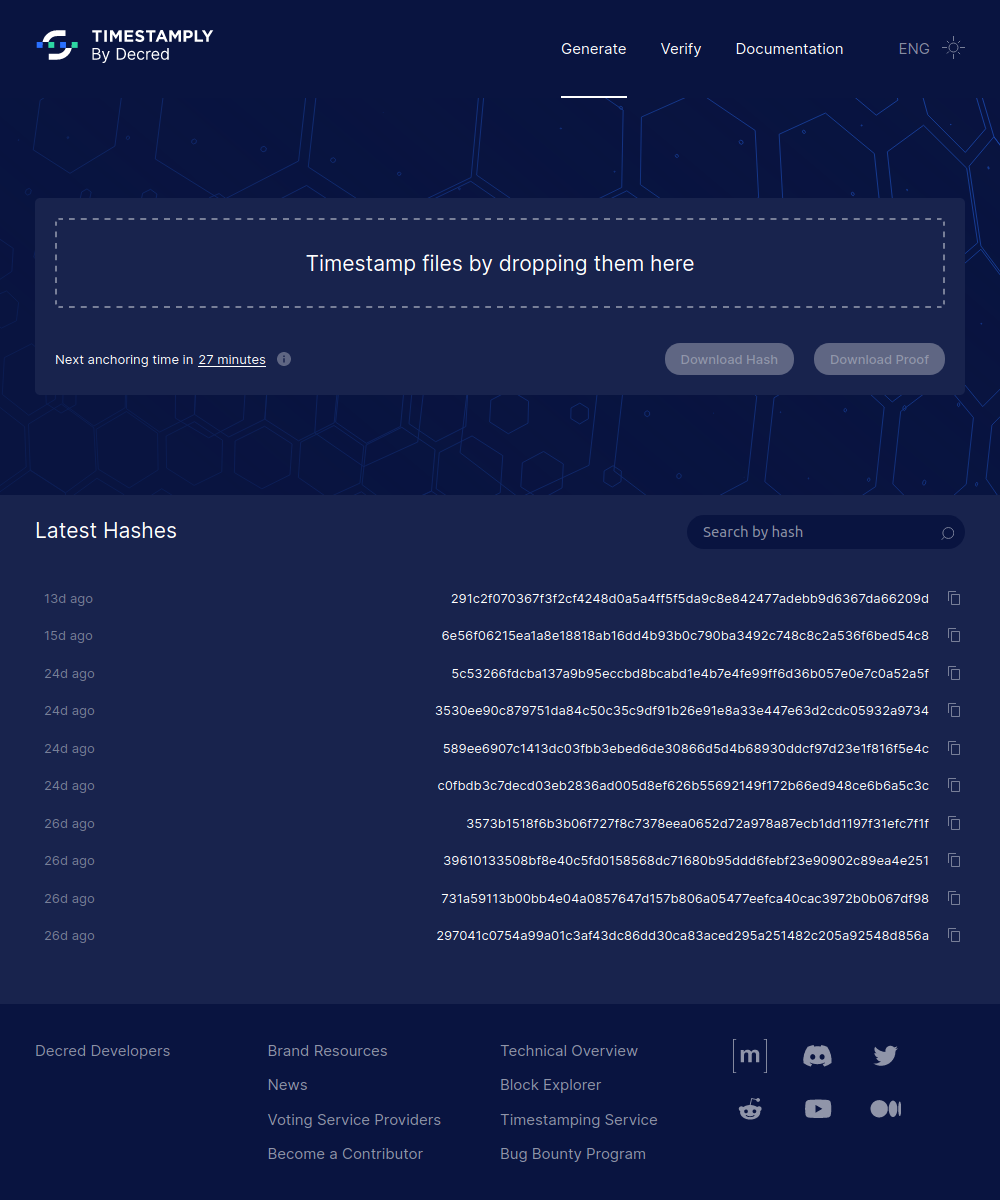 TIMESTAMPLY
By Decred
Generate Verify Documentation ENG
Timestamp files by dropping them here
Next anchoring time in 27 minutes Download Hash Download Proof
Latest Hashes Search by hash
13d ago 291c2f070367f3f2cf4248d0a5a4ff5f5da9c8e842477adebb9d6367da66209d
15d ago 6e56f06215ea1a8e18818ab16dd4b93b0c790ba3492c748c8c2a536f6bed54c8
24d ago 5c53266fdcba137a9b95eccbd8bcabd1e4b7e4fe99ff6d36b057e0e7c0a52a5f
24d ago 3530ee90c879751da84c50c35c9df91b26e91e8a33e447e63d2cdc05932a9734
24d ago 589ee6907c1413dc03fbb3ebed6de30866d5d4b68930ddcf97d23e1f816f5e4c
24d ago c0fbdb3c7decd03eb2836ad005d8ef626b55692149f172b66ed948ce6b6a5c3c
26d ago 3573b1518f6b3b06f727f8c7378eea0652d72a978a87ecb1dd1197f31efc7f1f
26d ago 39610133508bf8e40c5fd0158568dc71680b95ddd6febf23e90902c89ea4e251
26d ago 731a59113b00bb4e04a0857647d157b806a05477eefca40cac3972b0b067df98
26d ago 297041c0754a99a01c3af43dc86dd30ca83aced295a251482c205a92548d856a
Decred Developers
Brand Resources
News
Voting Service Providers
Become a Contributor
Technical Overview
Block Explorer
Timestamping Service
Bug Bounty Program
[m]